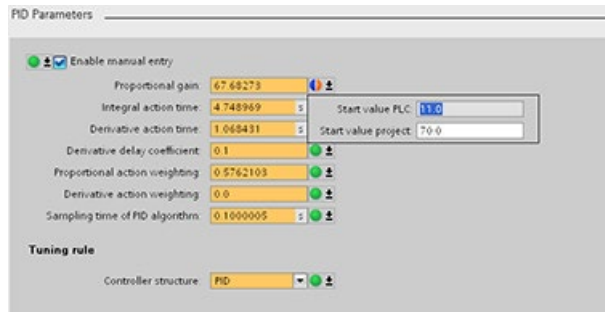 PID Parameters
Enable manual entry
Proportional gain: 67.68273
Integral action time: 4.748969 s
Start value PLC: 11.0
Derivative action time: 1.068431 s
Start value project: 70.0
Derivative delay coefficient: 0.1
Proportional action weighting: 0.5762103
Derivative action weighting: 0.0
Sampling time of PID algorithm: 0.1000005 s
Tuning rule
Controller structure: PID